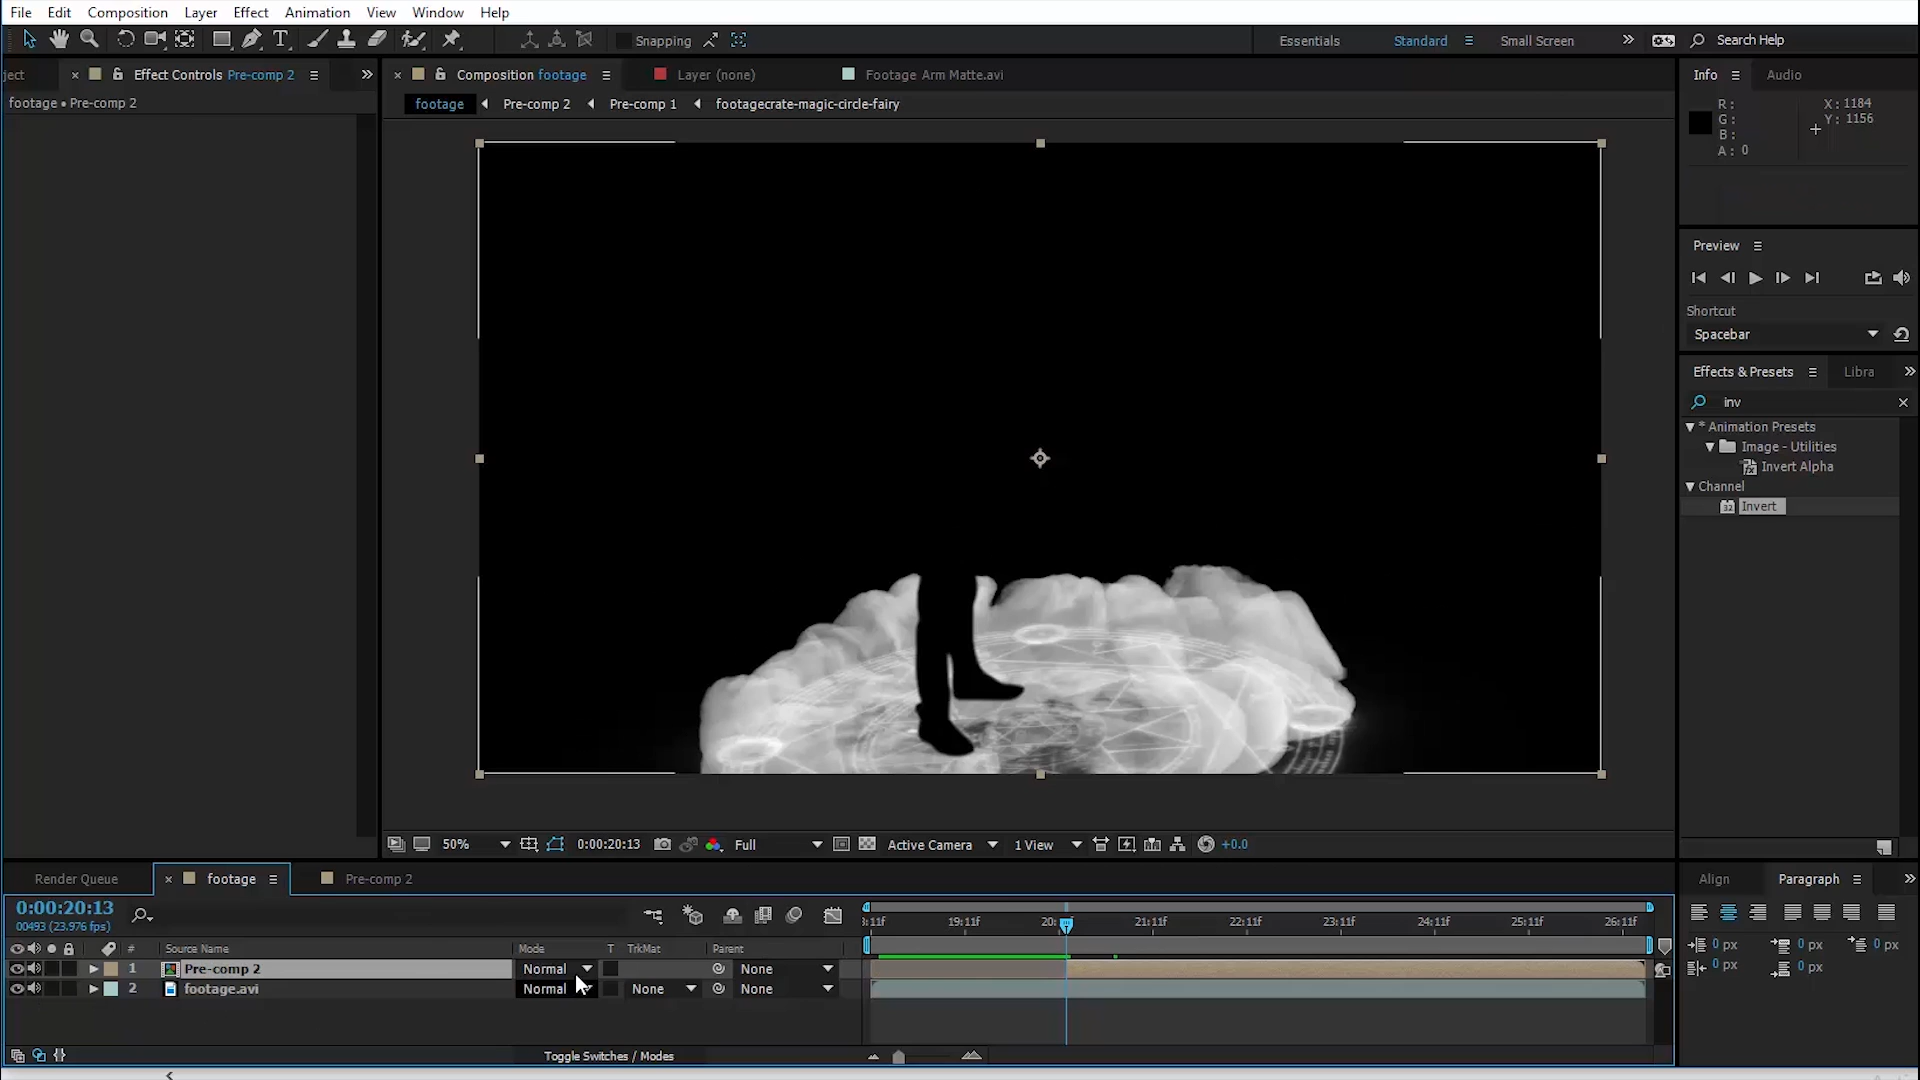 File Edit Composition Layer Effect Animation View Window Help
Snapping Essentials Standard Small Screen Search Help
ject Effect Controls Pre-comp 2 Composition footage Layer (none) Footage Arm Matte.avi Info Audio
footage • Pre-comp 2 footage Pre-comp 2 Pre-comp 1 footagecrate-magic-circle-fairy
R: X: 1184
G: Y: 1156
B:
A: 0
Preview
Shortcut
Spacebar
Effects & Presets Libra
inv
* Animation Presets
Image - Utilities
Invert Alpha
Channel
32 Invert
50% 0:00:20:13 Full Active Camera 1 View +0.0
Render Queue footage Pre-comp 2 Align Paragraph
0:00:20:13
00493 (23.976 fps)
:11f 19:11f 20: 21:11f 22:11f 23:11f 24:11f 25:11f 26:11f
# Source Name Mode T TrkMat Parent
1 Pre-comp 2 Normal None
2 footage.avi Normal None None
0 px 0 px 0 px
0 px 0 px
Toggle Switches / Modes